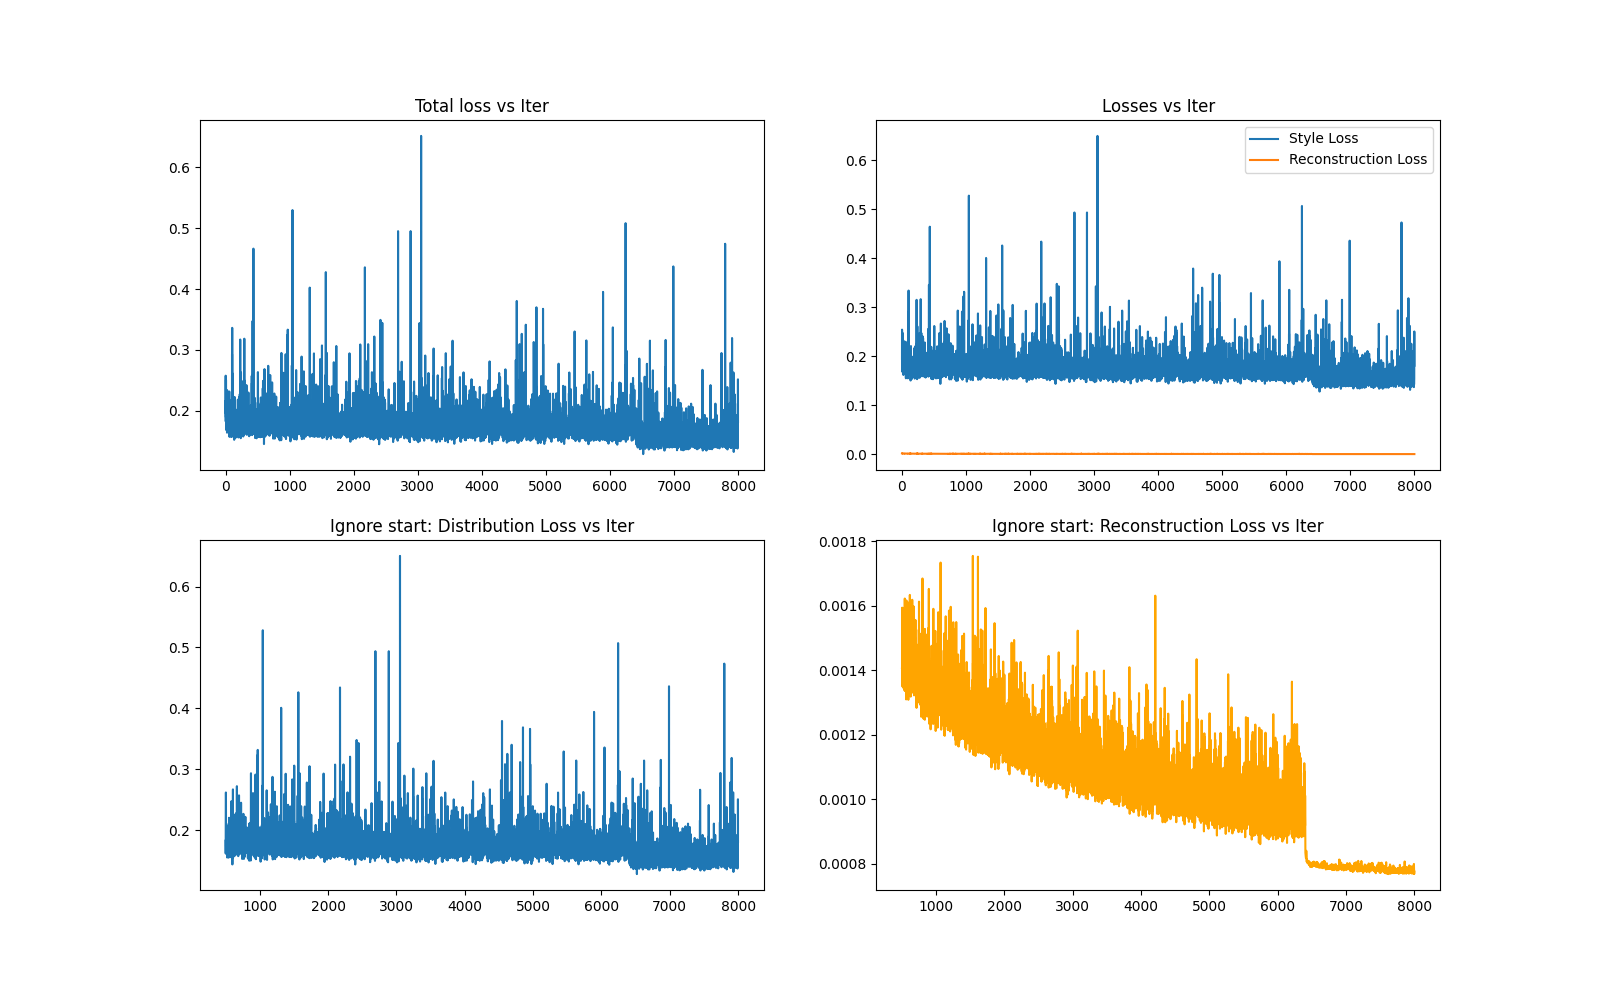 Total loss vs Iter
0.6
0.5
0.4
0.3
0.2
0 1000 2000 3000 4000 5000 6000 7000 8000
Losses vs Iter
Style Loss
Reconstruction Loss
0.6
0.5
0.4
0.3
0.2
0.1
0.0
0 1000 2000 3000 4000 5000 6000 7000 8000
Ignore start: Distribution Loss vs Iter
0.6
0.5
0.4
0.3
0.2
1000 2000 3000 4000 5000 6000 7000 8000
Ignore start: Reconstruction Loss vs Iter
0.0018
0.0016
0.0014
0.0012
0.0010
0.0008
1000 2000 3000 4000 5000 6000 7000 8000